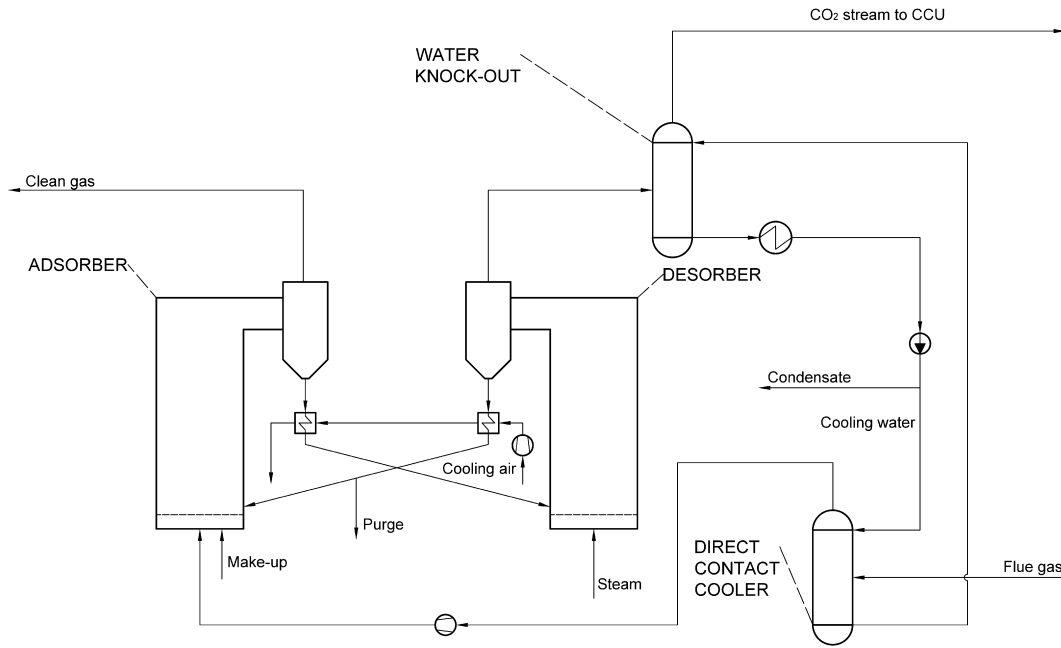 CO₂ stream to CCU
WATER
KNOCK-OUT
Clean gas
ADSORBER
DESORBER
Condensate
Cooling water
Cooling air
Purge
Make-up
Steam
DIRECT
CONTACT
COOLER
Flue gas